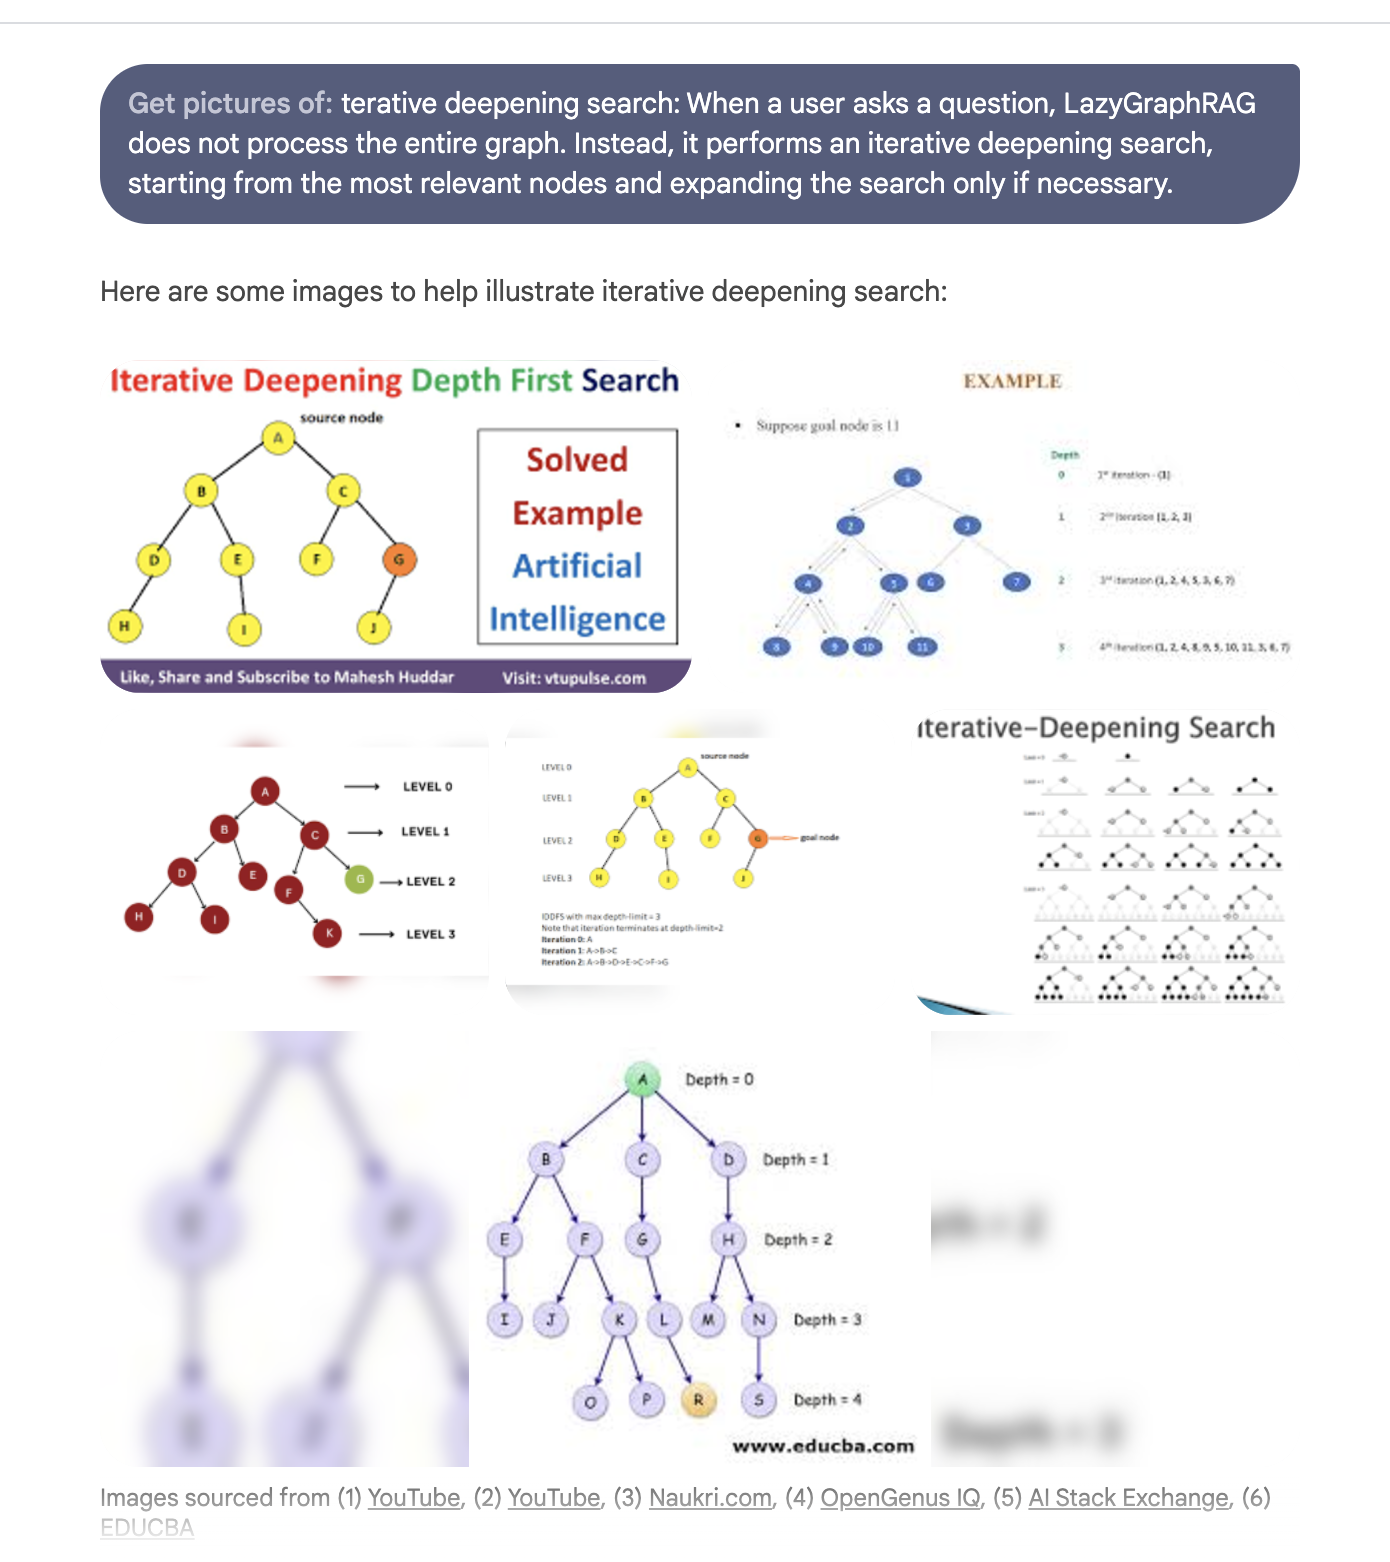 Get pictures of: terative deepening search: When a user asks a question, LazyGraphRAG
does not process the entire graph. Instead, it performs an iterative deepening search,
starting from the most relevant nodes and expanding the search only if necessary.
Here are some images to help illustrate iterative deepening search:
Iterative Deepening Depth First Search
source node
A
B
C
D
E
F
G
H
I
J
Solved
Example
Artificial
Intelligence
Like, Share and Subscribe to Mahesh Huddar
Visit: vtupulse.com
EXAMPLE
• Suppose goal node is 11
Depth
0
1st iteration - (1)
1
2nd iteration (1, 2, 3)
2
3rd iteration (1, 2, 4, 5, 3, 6, 7)
3
4th iteration (1, 2, 4, 8, 9, 5, 10, 11, 3, 6, 7)
1
2
3
4
5
6
7
8
9
10
11
A
LEVEL 0
B
C
LEVEL 1
D
E
F
G
LEVEL 2
H
I
K
LEVEL 3
source node
LEVEL 0
A
LEVEL 1
B
C
LEVEL 2
D
E
F
G
goal node
LEVEL 3
H
I
J
IDDFS with max depth-limit = 3
Note that iteration terminates at depth-limit=2
Iteration 0: A
Iteration 1: A->B->C
Iteration 2: A->B->D->E->C->F->G
Iterative-Deepening Search
A
Depth = 0
B
C
D
Depth = 1
E
F
G
H
Depth = 2
I
J
K
L
M
N
Depth = 3
O
P
R
S
Depth = 4
www.educba.com
Images sourced from (1) YouTube, (2) YouTube, (3) Naukri.com, (4) OpenGenus IQ, (5) AI Stack Exchange, (6)
EDUCBA